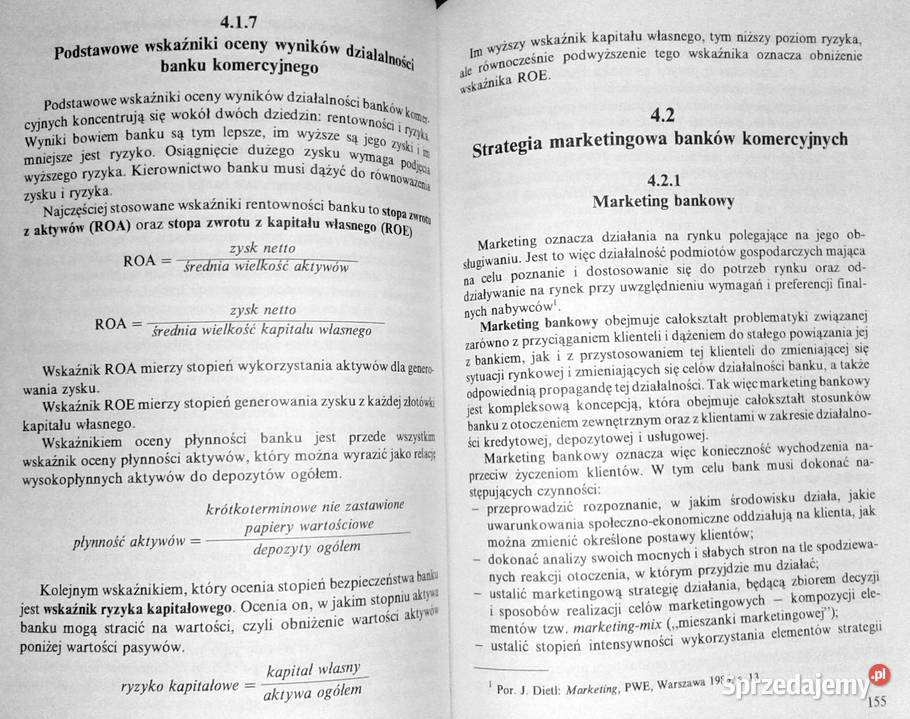 4.1.7
Podstawowe wskaźniki oceny wyników działalności
banku komercyjnego
Podstawowe wskaźniki oceny wyników działalności banków komer-
cyjnych koncentrują się wokół dwóch dziedzin: rentowności i ryzyka.
Wyniki bowiem banku są tym lepsze, im wyższe są jego zyski i im
mniejsze jest ryzyko. Osiągnięcie dużego zysku wymaga podjęcia
wyższego ryzyka. Kierownictwo banku musi dążyć do równoważenia
zysku i ryzyka.
Najczęściej stosowane wskaźniki rentowności banku to stopa zwrotu
z aktywów (ROA) oraz stopa zwrotu z kapitału własnego (ROE)
zysk netto
ROA =
średnia wielkość aktywów
zysk netto
ROA =
średnia wielkość kapitału własnego
Wskaźnik ROA mierzy stopień wykorzystania aktywów dla genero-
wania zysku.
Wskaźnik ROE mierzy stopień generowania zysku z każdej złotówki
kapitału własnego.
Wskaźnikiem oceny płynności banku jest przede wszystkim
wskaźnik oceny płynności aktywów, który można wyrazić jako relację
wysokopłynnych aktywów do depozytów ogółem.
krótkoterminowe nie zastawione
papiery wartościowe
płynność aktywów =
depozyty ogółem
Kolejnym wskaźnikiem, który ocenia stopień bezpieczeństwa banku
jest wskaźnik ryzyka kapitałowego. Ocenia on, w jakim stopniu aktywa
banku mogą stracić na wartości, czyli obniżenie wartości aktywów
poniżej wartości pasywów.
kapitał własny
ryzyko kapitałowe =
aktywa ogółem
Im wyższy wskaźnik kapitału własnego, tym niższy poziom ryzyka,
ale równocześnie podwyższenie tego wskaźnika oznacza obniżenie
wskaźnika ROE.
4.2
Strategia marketingowa banków komercyjnych
4.2.1
Marketing bankowy
Marketing oznacza działania na rynku polegające na jego ob-
sługiwaniu. Jest to więc działalność podmiotów gospodarczych mająca
na celu poznanie i dostosowanie się do potrzeb rynku oraz od-
działywanie na rynek przy uwzględnieniu wymagań i preferencji final-
nych nabywców¹.
Marketing bankowy obejmuje całokształt problematyki związanej
zarówno z przyciąganiem klienteli i dążeniem do stałego powiązania jej
z bankiem, jak i z przystosowaniem tej klienteli do zmieniającej się
sytuacji rynkowej i zmieniających się celów działalności banku, a także
odpowiednią propagandę tej działalności. Tak więc marketing bankowy
jest kompleksową koncepcją, która obejmuje całokształt stosunków
banku z otoczeniem zewnętrznym oraz z klientami w zakresie działalno-
ści kredytowej, depozytowej i usługowej.
Marketing bankowy oznacza więc konieczność wychodzenia na-
przeciw życzeniom klientów. W tym celu bank musi dokonać na-
stępujących czynności:
– przeprowadzić rozpoznanie, w jakim środowisku działa, jakie
uwarunkowania społeczno-ekonomiczne oddziałują na klienta, jak
można zmienić określone postawy klientów;
– dokonać analizy swoich mocnych i słabych stron na tle spodziewa-
nych reakcji otoczenia, w którym przyjdzie mu działać;
– ustalić marketingową strategię działania, będącą zbiorem decyzji
i sposobów realizacji celów marketingowych – kompozycji ele-
mentów tzw. marketing-mix („mieszanki marketingowej”);
– ustalić stopień intensywności wykorzystania elementów strategii
¹ Por. J. Dietl: Marketing, PWE, Warszawa
Sprzedajemy.pl
155